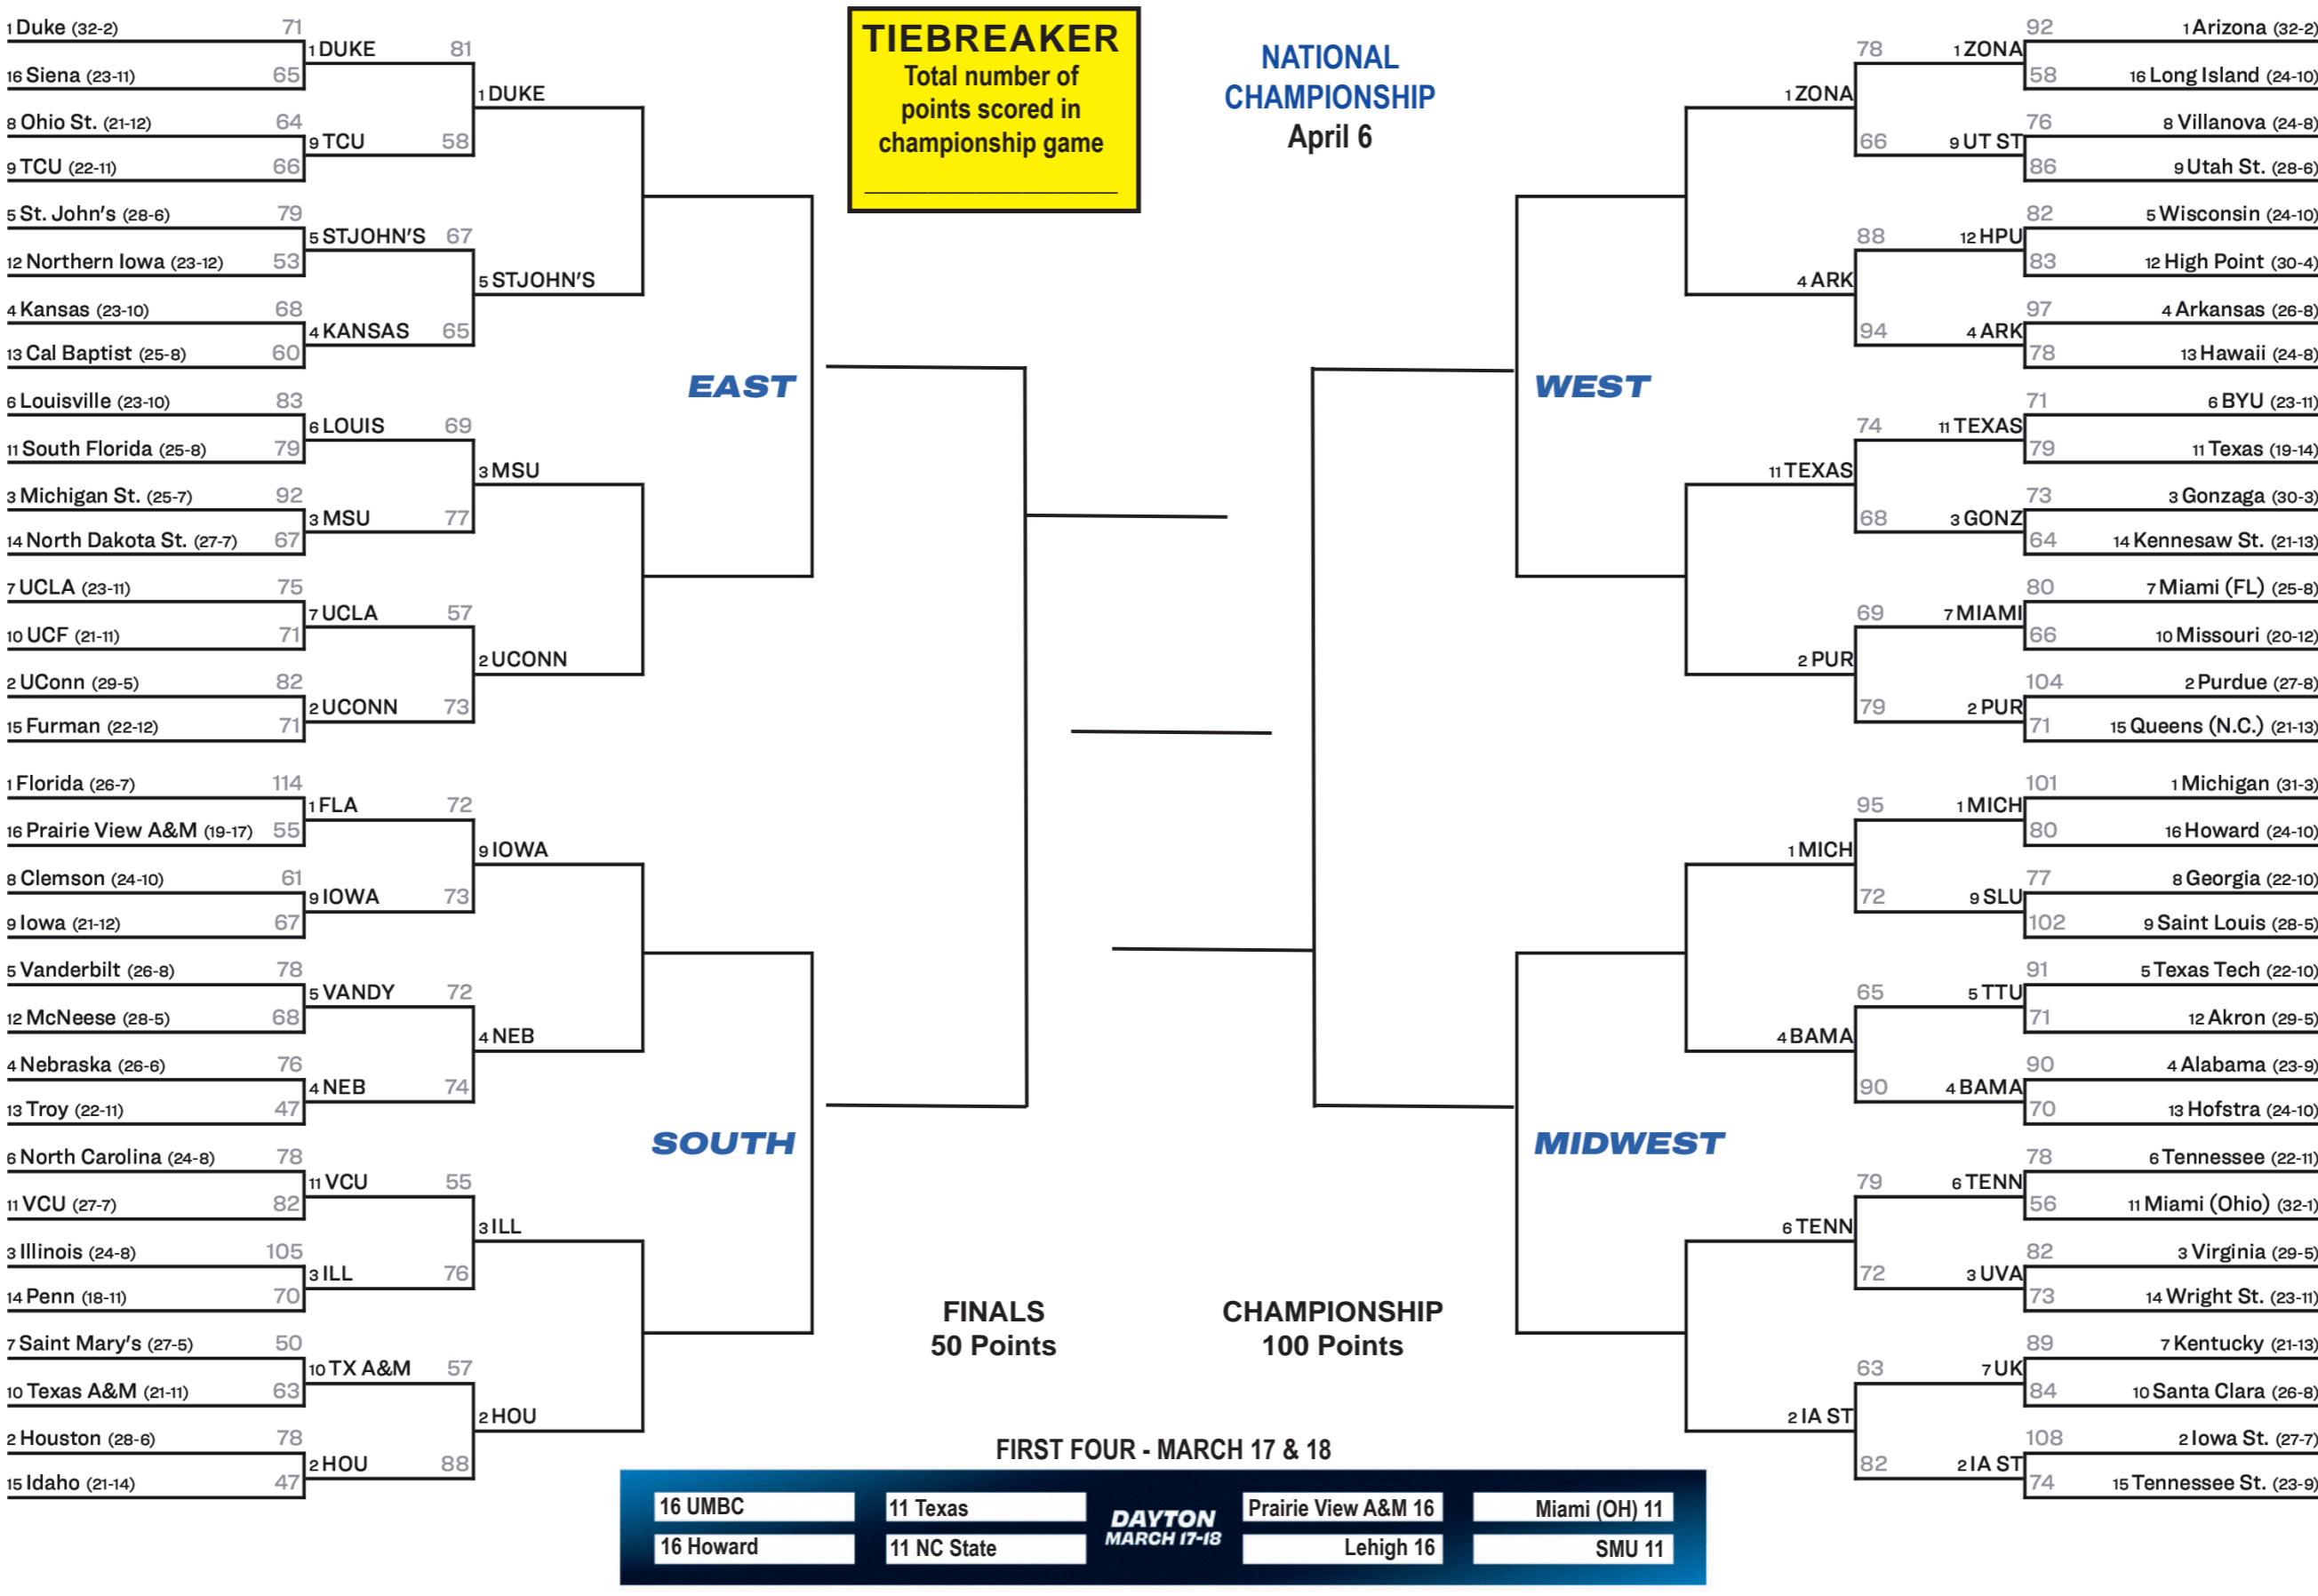 1 Duke (32-2) 71
16 Siena (23-11) 65
8 Ohio St. (21-12) 64
9 TCU (22-11) 66
5 St. John's (28-6) 79
12 Northern Iowa (23-12) 53
4 Kansas (23-10) 68
13 Cal Baptist (25-8) 60
6 Louisville (23-10) 83
11 South Florida (25-8) 79
3 Michigan St. (25-7) 92
14 North Dakota St. (27-7) 67
7 UCLA (23-11) 75
10 UCF (21-11) 71
2 UConn (29-5) 82
15 Furman (22-12) 71
1 DUKE 81
9 TCU 58
5 STJOHN'S 67
4 KANSAS 65
6 LOUIS 69
3 MSU 77
7 UCLA 57
2 UCONN 73
1 DUKE
5 STJOHN'S
3 MSU
2 UCONN
EAST
1 Florida (26-7) 114
16 Prairie View A&M (19-17) 55
8 Clemson (24-10) 61
9 Iowa (21-12) 67
5 Vanderbilt (26-8) 78
12 McNeese (28-5) 68
4 Nebraska (26-6) 76
13 Troy (22-11) 47
6 North Carolina (24-8) 78
11 VCU (27-7) 82
3 Illinois (24-8) 105
14 Penn (18-11) 70
7 Saint Mary's (27-5) 50
10 Texas A&M (21-11) 63
2 Houston (28-6) 78
15 Idaho (21-14) 47
1 FLA 72
9 IOWA 73
5 VANDY 72
4 NEB 74
11 VCU 55
3 ILL 76
10 TX A&M 57
2 HOU 88
9 IOWA
4 NEB
3 ILL
2 HOU
SOUTH
TIEBREAKER
Total number of
points scored in
championship game
NATIONAL
CHAMPIONSHIP
April 6
92 1 Arizona (32-2)
58 16 Long Island (24-10)
76 8 Villanova (24-8)
86 9 Utah St. (28-6)
82 5 Wisconsin (24-10)
83 12 High Point (30-4)
97 4 Arkansas (26-8)
78 13 Hawaii (24-8)
71 6 BYU (23-11)
79 11 Texas (19-14)
73 3 Gonzaga (30-3)
64 14 Kennesaw St. (21-13)
80 7 Miami (FL) (25-8)
66 10 Missouri (20-12)
104 2 Purdue (27-8)
71 15 Queens (N.C.) (21-13)
78 1 ZONA
66 9 UT ST
88 12 HPU
94 4 ARK
74 11 TEXAS
68 3 GONZ
69 7 MIAMI
79 2 PUR
1 ZONA
4 ARK
11 TEXAS
2 PUR
WEST
101 1 Michigan (31-3)
80 16 Howard (24-10)
77 8 Georgia (22-10)
102 9 Saint Louis (28-5)
91 5 Texas Tech (22-10)
71 12 Akron (29-5)
90 4 Alabama (23-9)
70 13 Hofstra (24-10)
78 6 Tennessee (22-11)
56 11 Miami (Ohio) (32-1)
82 3 Virginia (29-5)
73 14 Wright St. (23-11)
89 7 Kentucky (21-13)
84 10 Santa Clara (26-8)
108 2 Iowa St. (27-7)
74 15 Tennessee St. (23-9)
95 1 MICH
72 9 SLU
65 5 TTU
90 4 BAMA
79 6 TENN
72 3 UVA
63 7 UK
82 2 IA ST
1 MICH
4 BAMA
6 TENN
2 IA ST
MIDWEST
FINALS
50 Points
CHAMPIONSHIP
100 Points
FIRST FOUR - MARCH 17 & 18
16 UMBC
16 Howard
11 Texas
11 NC State
DAYTON
MARCH 17-18
Prairie View A&M 16
Lehigh 16
Miami (OH) 11
SMU 11